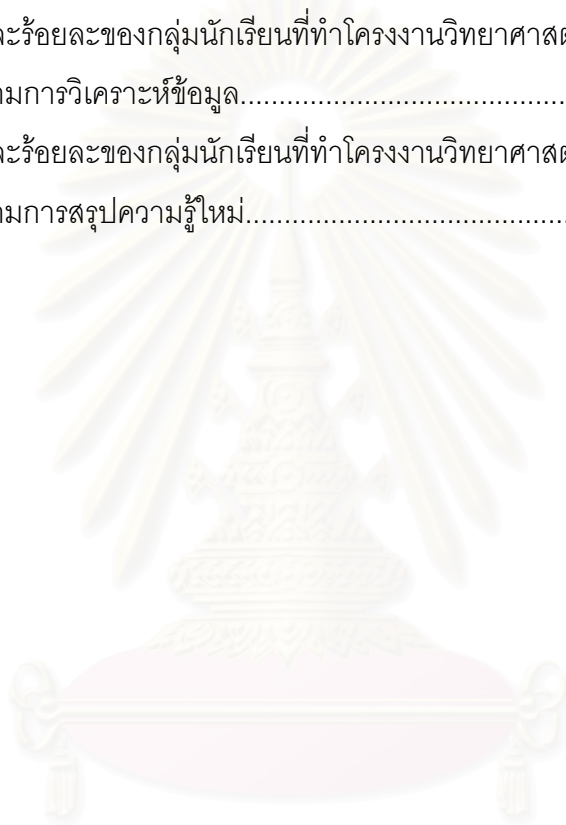 ละร้อยละของกลุ่มนักเรียนที่ทำโครงงานวิทยาศาส
ามการวิเคราะห์ข้อมูล.........................................
ละร้อยละของกลุ่มนักเรียนที่ทำโครงงานวิทยาศาส
ามการสรุปความรู้ใหม่........................................